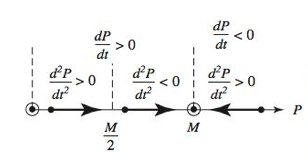 dP/dt > 0
dP/dt < 0
d²P/dt² > 0
d²P/dt² < 0
d²P/dt² > 0
P
M/2
M